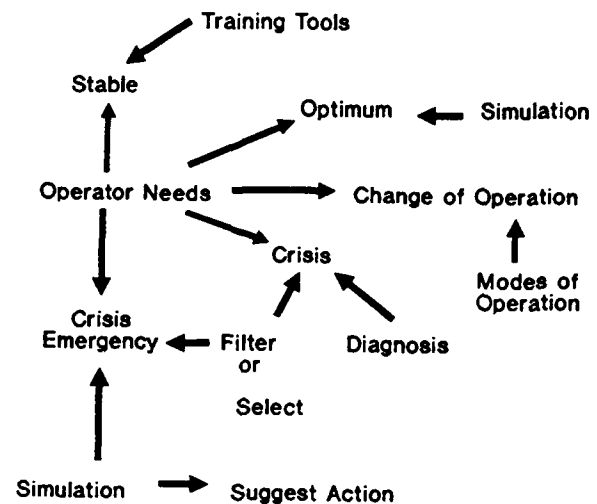 Training Tools
Stable
Optimum
Simulation
Operator Needs
Change of Operation
Crisis
Modes of
Operation
Crisis
Emergency
Filter
or
Select
Diagnosis
Simulation
Suggest Action